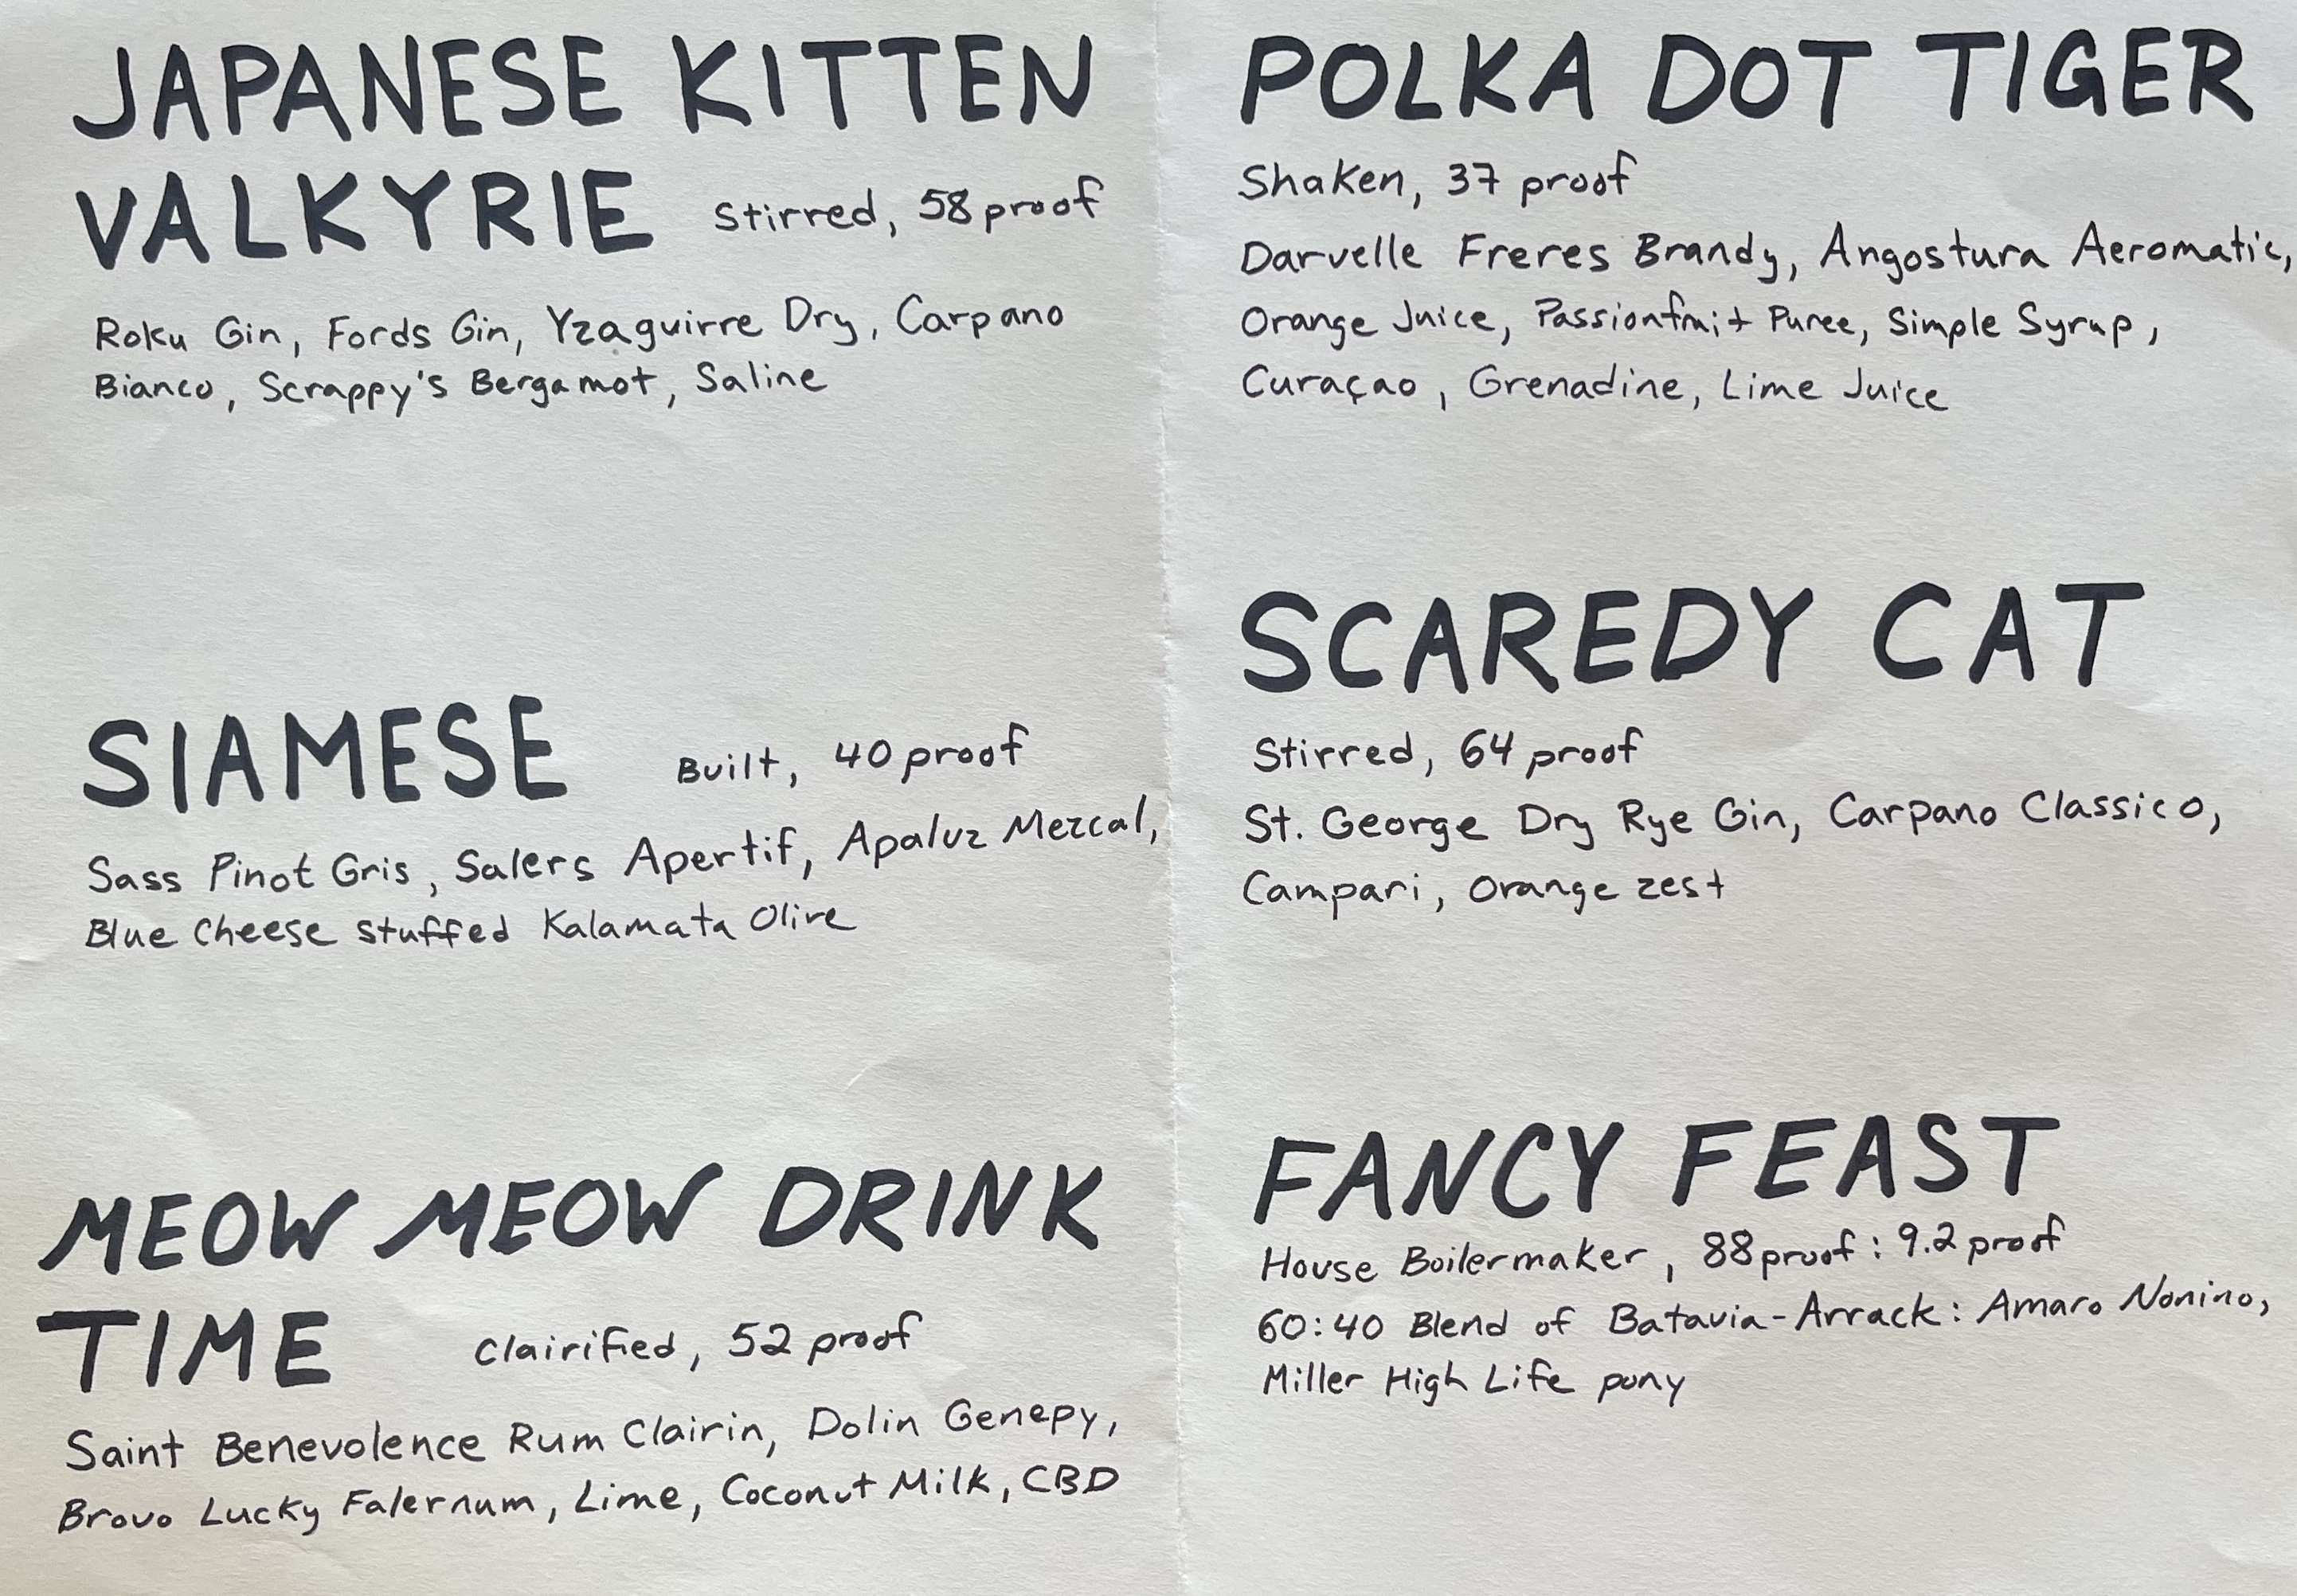 JAPANESE KITTEN
VALKYRIE Stirred, 58 proof
Roku Gin, Fords Gin, Yzaguirre Dry, Carpano
Bianco, Scrappy's Bergamot, Saline
SIAMESE Built, 40 proof
Sass Pinot Gris, Salers Apertif, Apaluz Mezcal,
Blue Cheese stuffed Kalamata Olive
MEOW MEOW DRINK
TIME Clairified, 52 proof
Saint Benevolence Rum Clairin, Dolin Genepy,
Brovo Lucky Falernum, Lime, Coconut Milk, CBD
POLKA DOT TIGER
Shaken, 37 proof
Darvelle Freres Brandy, Angostura Aeromatic,
Orange Juice, Passionfruit Puree, Simple Syrup,
Curaçao, Grenadine, Lime Juice
SCAREDY CAT
Stirred, 64 proof
St. George Dry Rye Gin, Carpano Classico,
Campari, Orange zest
FANCY FEAST
House Boilermaker, 88 proof: 9.2 proof
60:40 Blend of Batavia-Arrack: Amaro Nonino,
Miller High Life pony